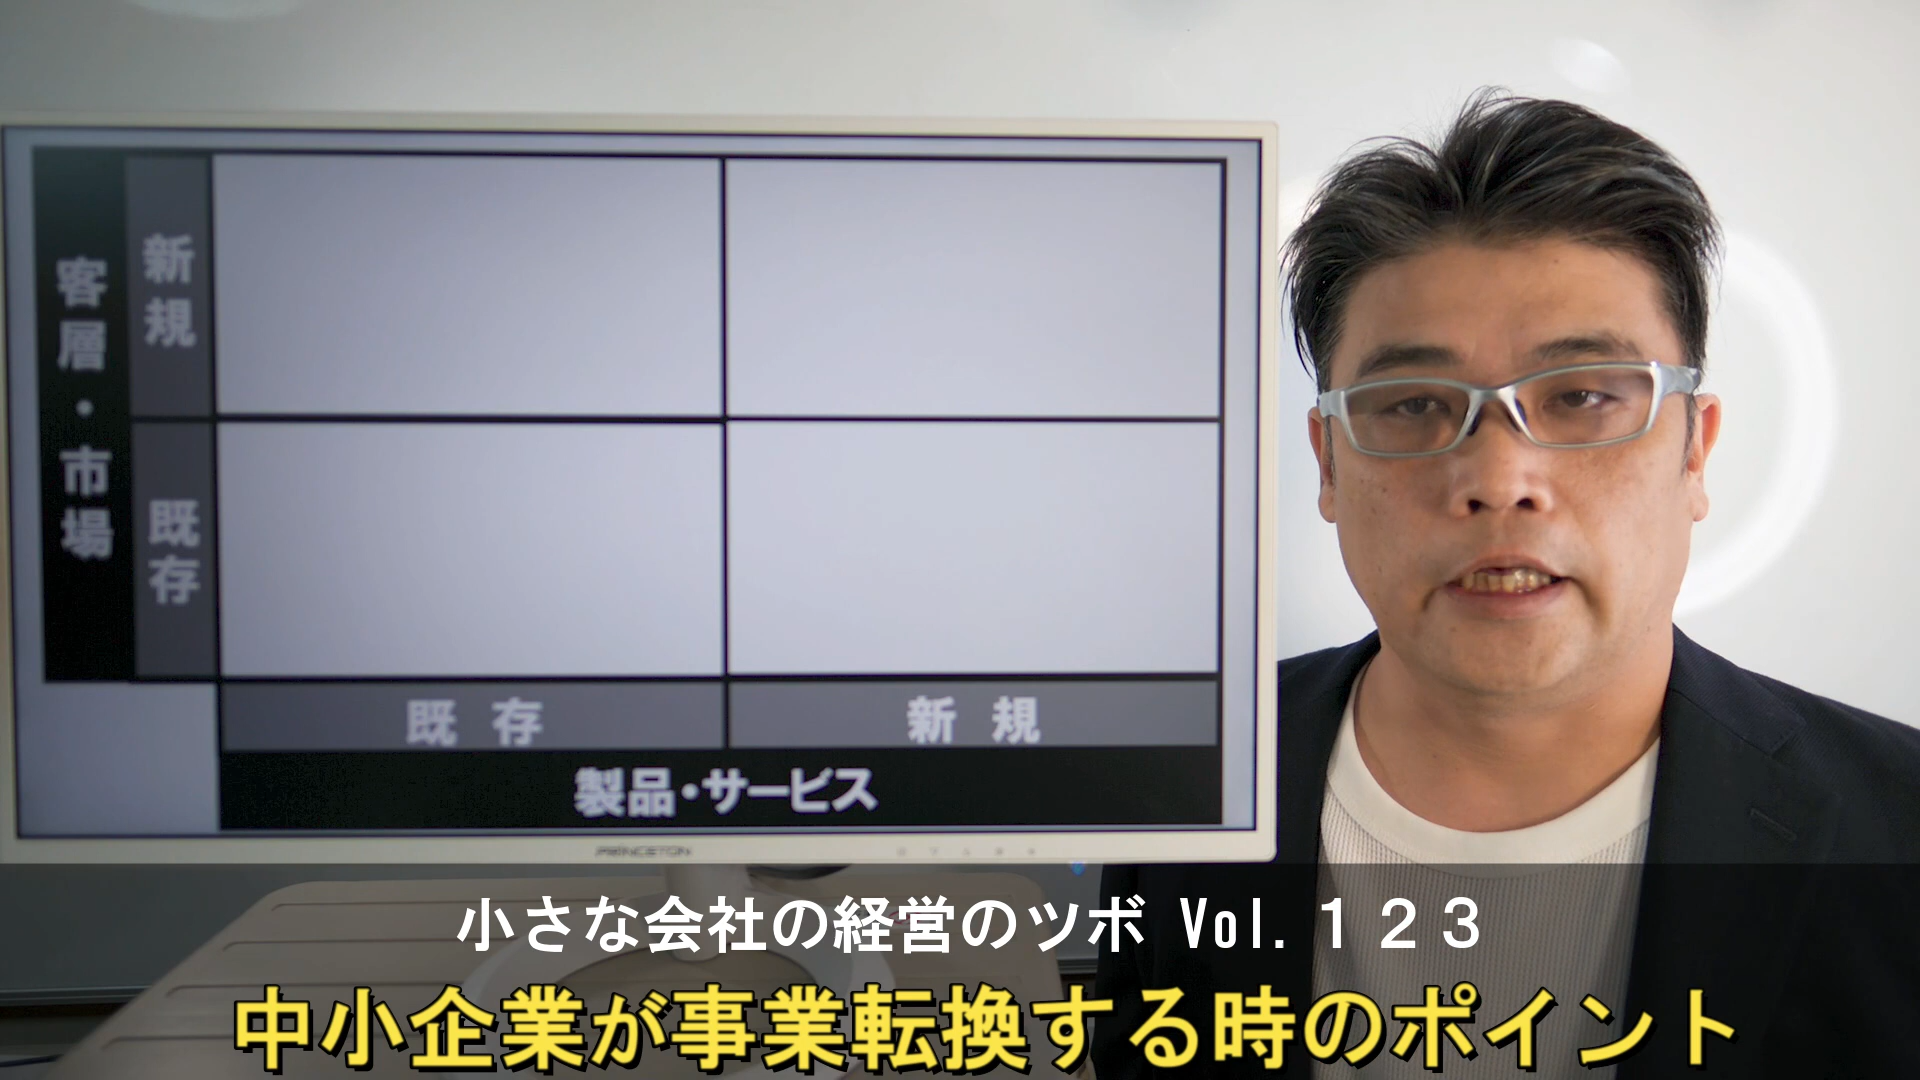 客層・市場
新規
既存
既存
新規
製品・サービス
PRINCETON
小さな会社の経営のツボ Vol.１２３
中小企業が事業転換する時のポイント